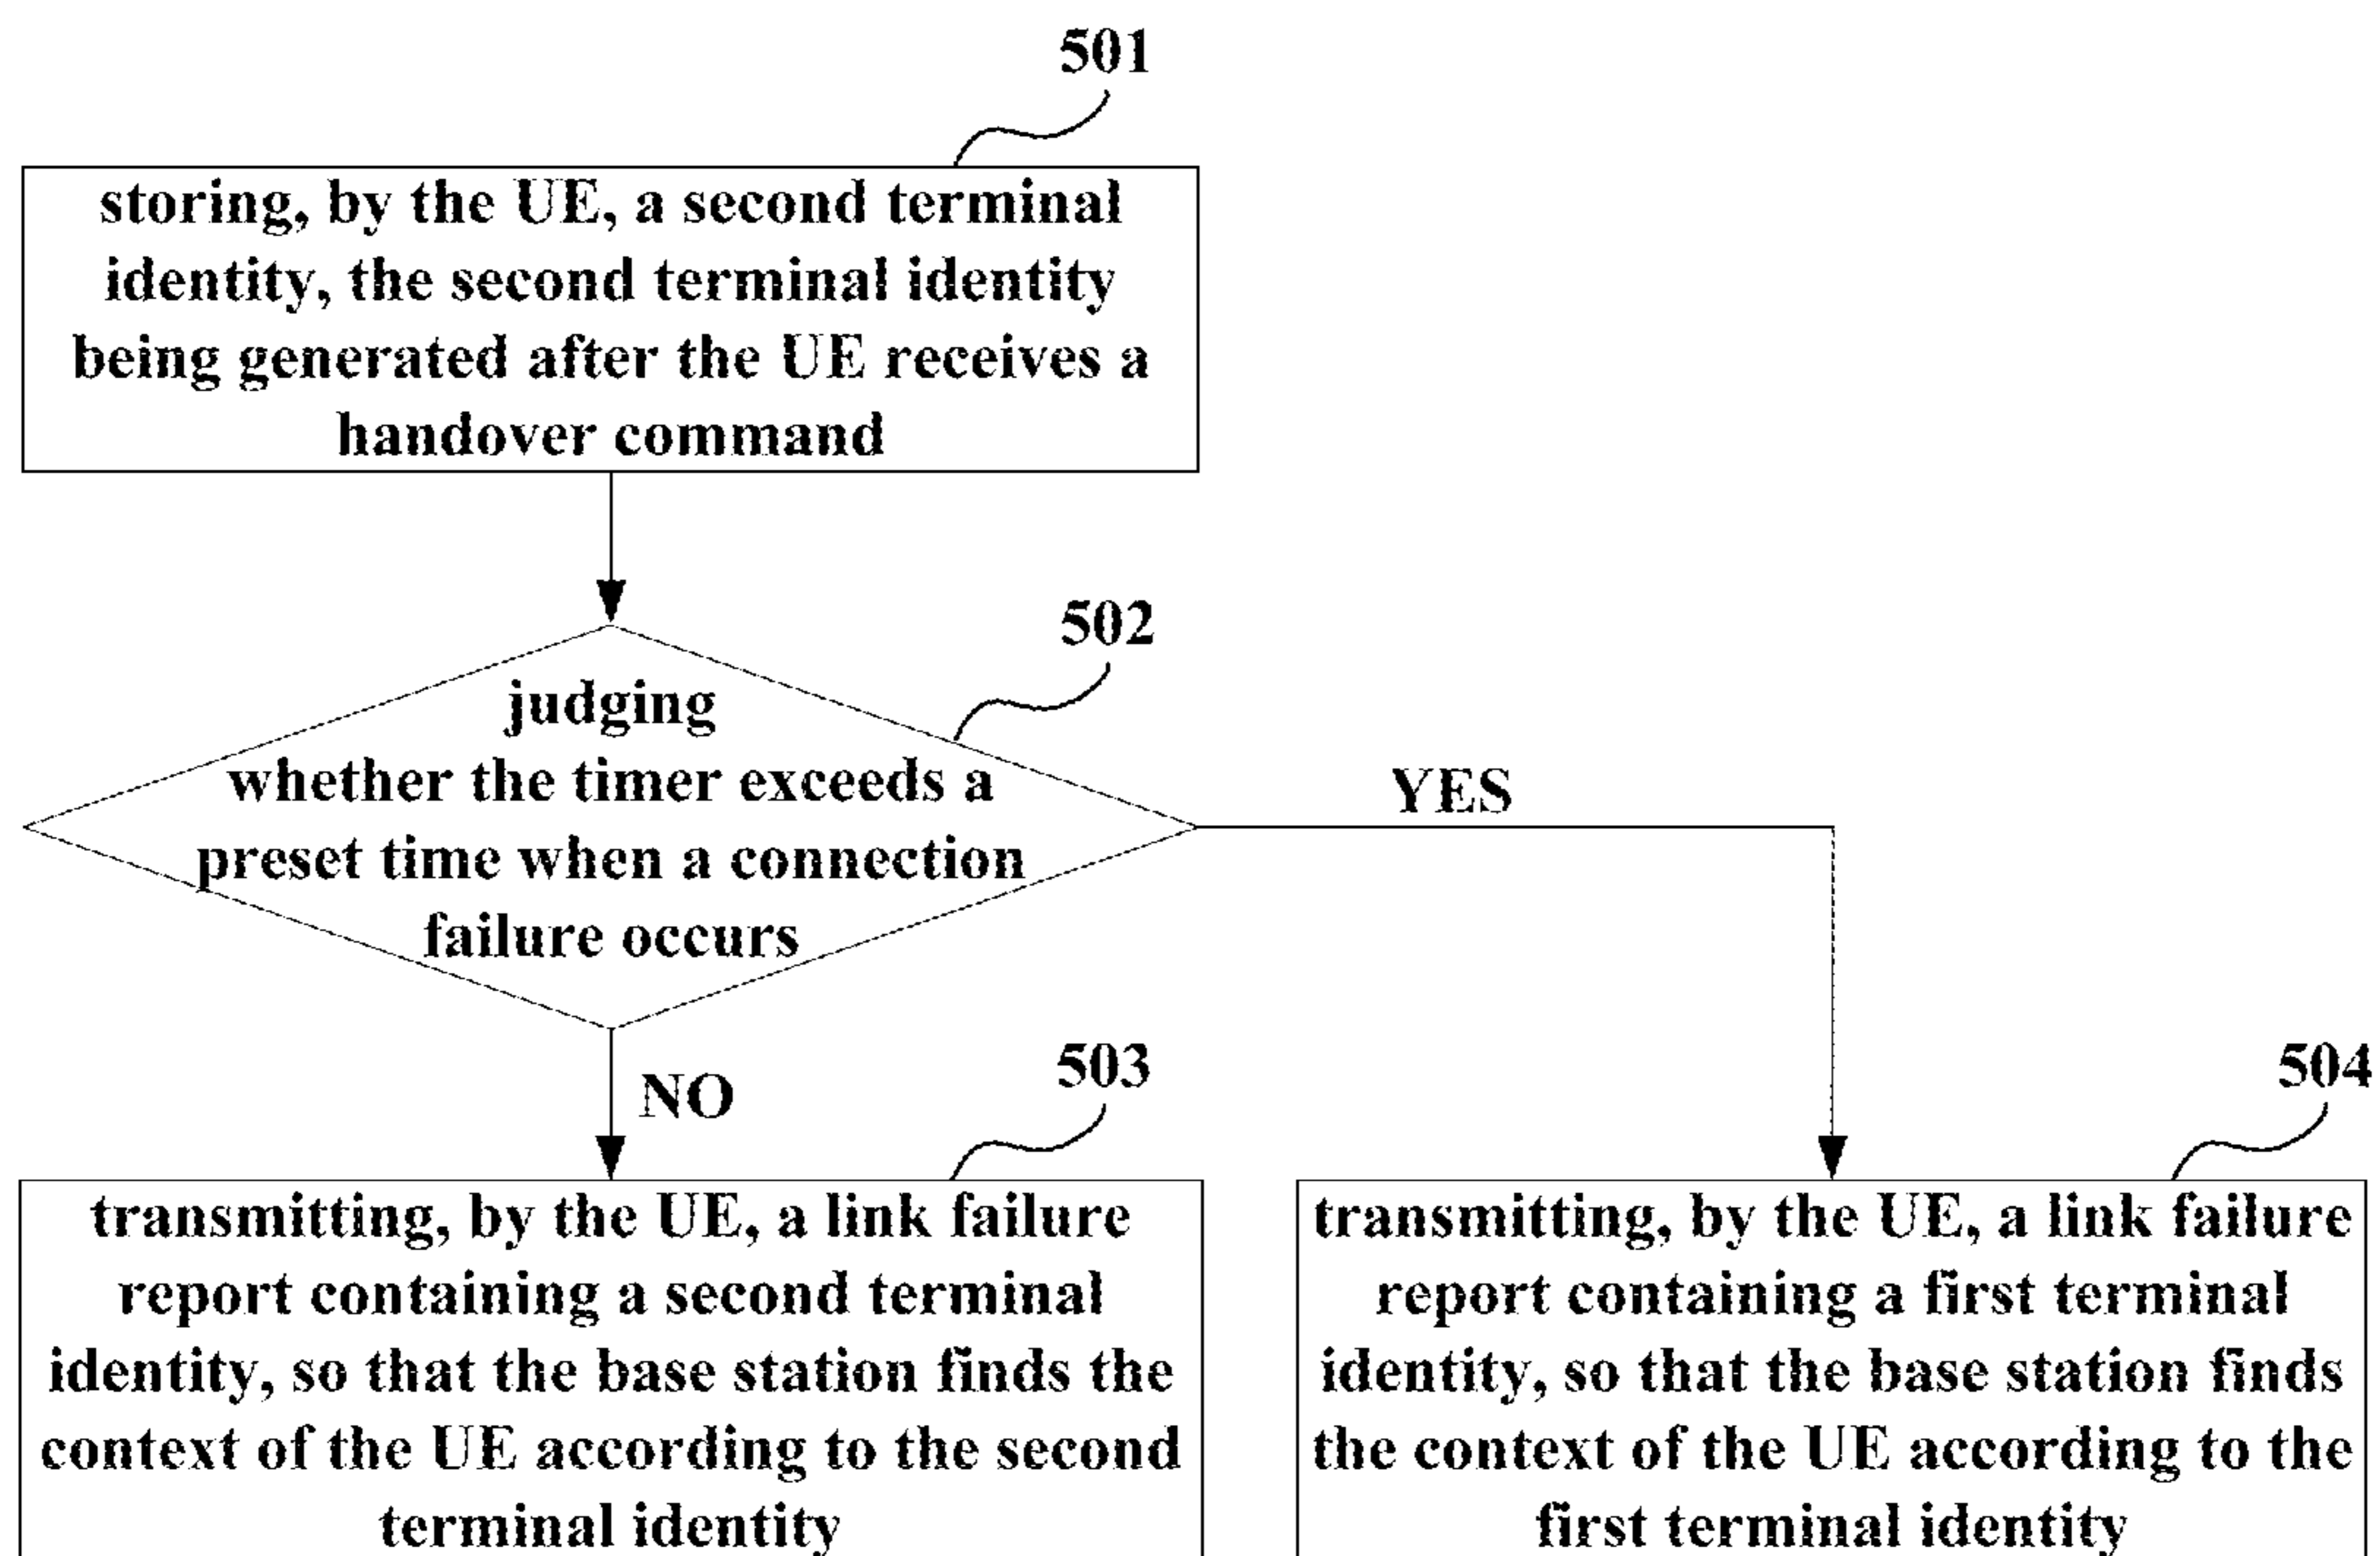 501
storing, by the UE, a second terminal
identity, the second terminal identity
being generated after the UE receives a
handover command
502
judging
whether the timer exceeds a
preset time when a connection
failure occurs
YES
NO
503
transmitting, by the UE, a link failure
report containing a second terminal
identity, so that the base station finds the
context of the UE according to the second
terminal identity
504
transmitting, by the UE, a link failure
report containing a first terminal
identity, so that the base station finds
the context of the UE according to the
first terminal identity